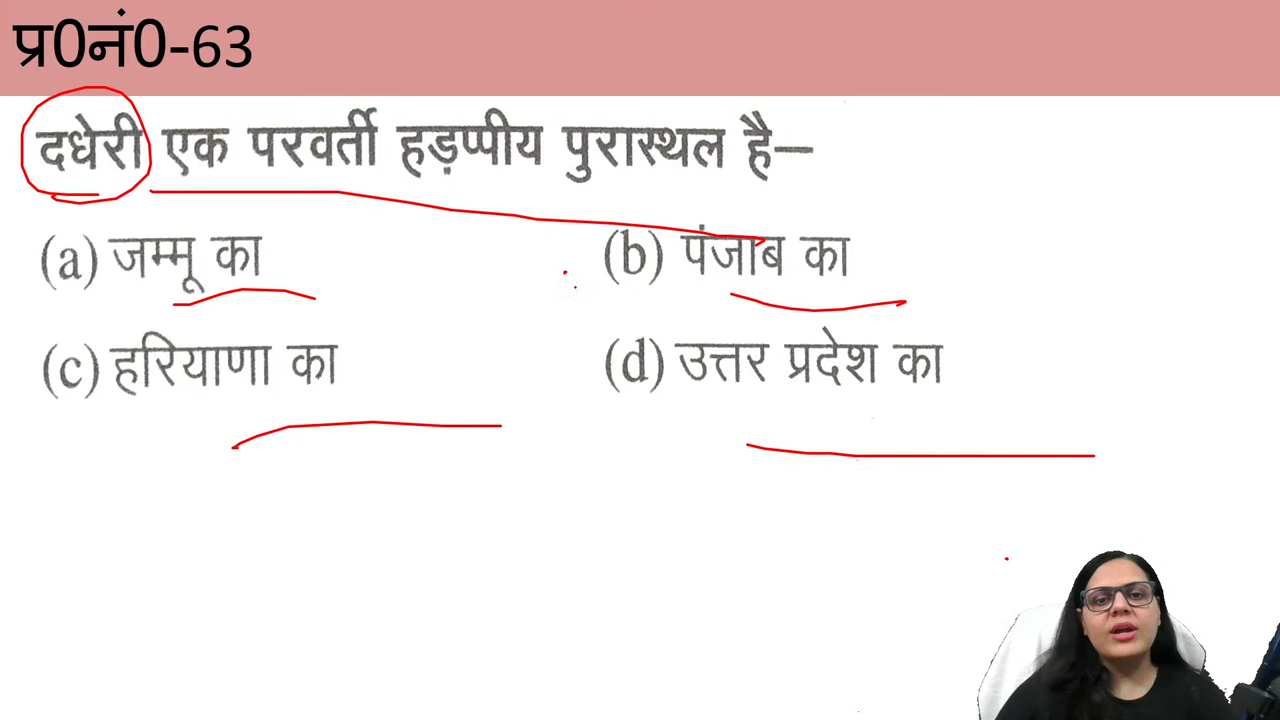 प्र0नं0-63
दधेरी एक परवर्ती हड़प्पीय पुरास्थल है—
(a) जम्मू का (b) पंजाब का
(c) हरियाणा का (d) उत्तर प्रदेश का